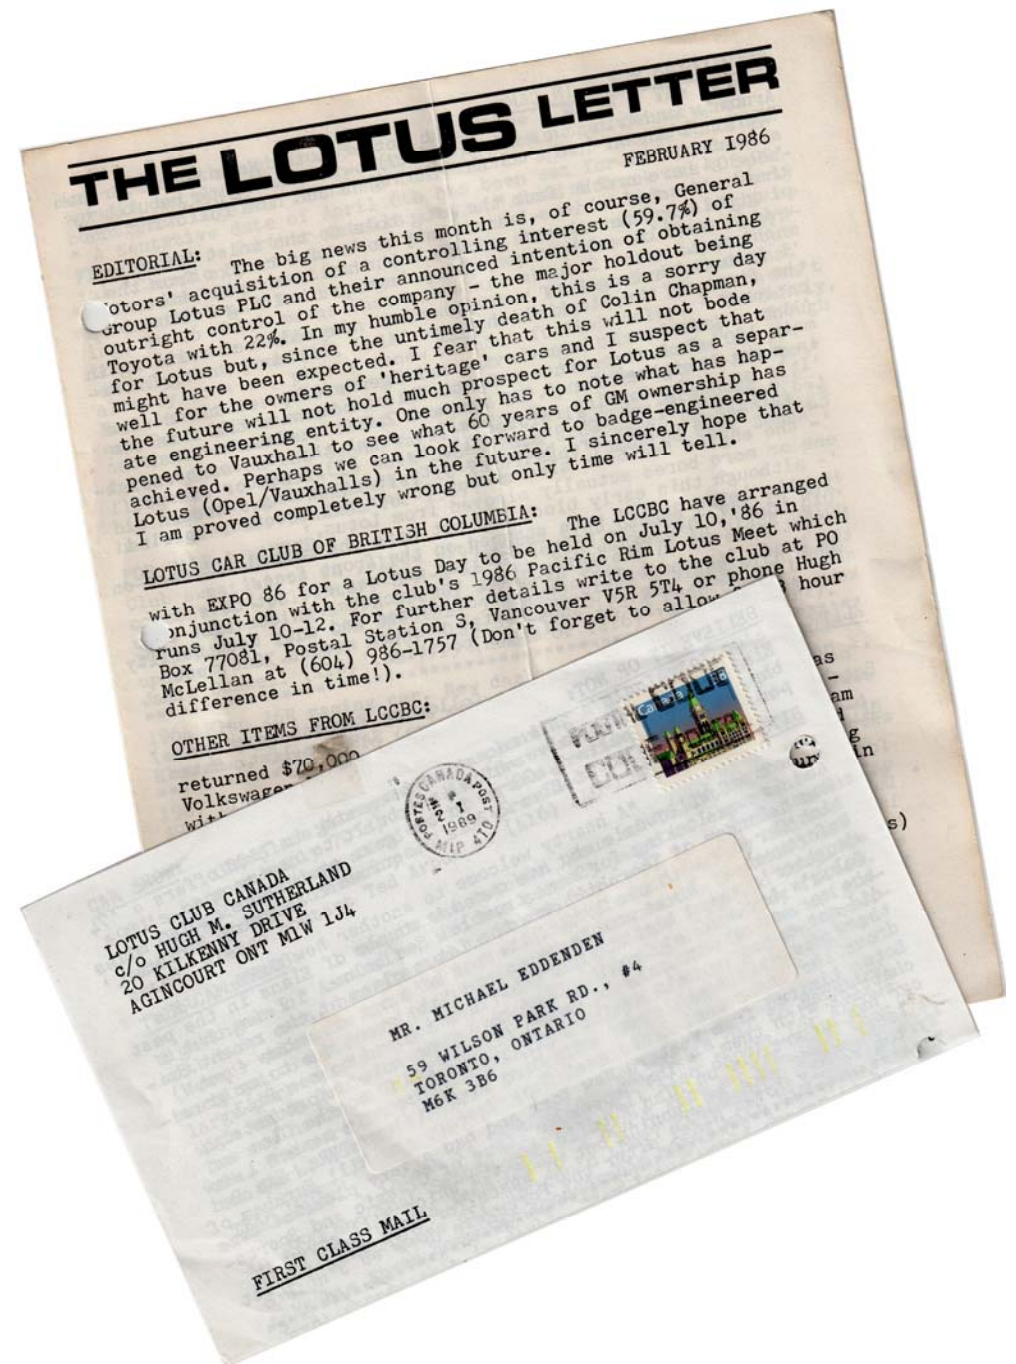 THE LOTUS LETTER
FEBRUARY 1986
EDITORIAL: The big news this month is, of course, General
otors' acquisition of a controlling interest (59.7%) of
Group Lotus PLC and their announced intention of obtaining
outright control of the company - the major holdout being
Toyota with 22%. In my humble opinion, this is a sorry day
for Lotus but, since the untimely death of Colin Chapman,
might have been expected. I fear that this will not bode
well for the owners of 'heritage' cars and I suspect that
the future will not hold much prospect for Lotus as a separ-
ate engineering entity. One only has to note what has hap-
pened to Vauxhall to see what 60 years of GM ownership has
achieved. Perhaps we can look forward to badge-engineered
Lotus (Opel/Vauxhalls) in the future. I sincerely hope that
I am proved completely wrong but only time will tell.
LOTUS CAR CLUB OF BRITISH COLUMBIA: The LCCBC have arranged
with EXPO 86 for a Lotus Day to be held on July 10,'86 in
onjunction with the club's 1986 Pacific Rim Lotus Meet which
runs July 10-12. For further details write to the club at PO
Box 77081, Postal Station S, Vancouver V5R 5T4 or phone Hugh
McLellan at (604) 986-1757 (Don't forget to allow hour
difference in time!).
OTHER ITEMS FROM LCCBC:
as
am
returned $70,000
Volkswagen
in
with
s)
Canada
POSTES CANADA POST
1
1989
M1P 4T0
POSTAL CODE
CODE
LOTUS CLUB CANADA
c/o HUGH M. SUTHERLAND
20 KILKENNY DRIVE
AGINCOURT ONT M1W 1J4
MR. MICHAEL EDDENDEN
59 WILSON PARK RD., #4
TORONTO, ONTARIO
M6K 3B6
FIRST CLASS MAIL